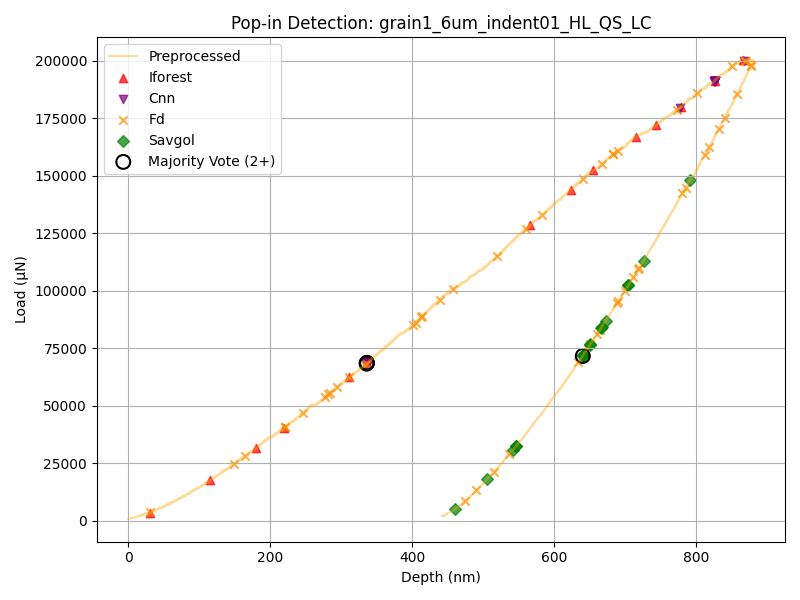 Pop-in Detection: grain1_6um_indent01_HL_QS_LC
Preprocessed
Iforest
Cnn
Fd
Savgol
Majority Vote (2+)
200000
175000
150000
125000
100000
75000
50000
25000
0
Load (μN)
0 200 400 600 800
Depth (nm)